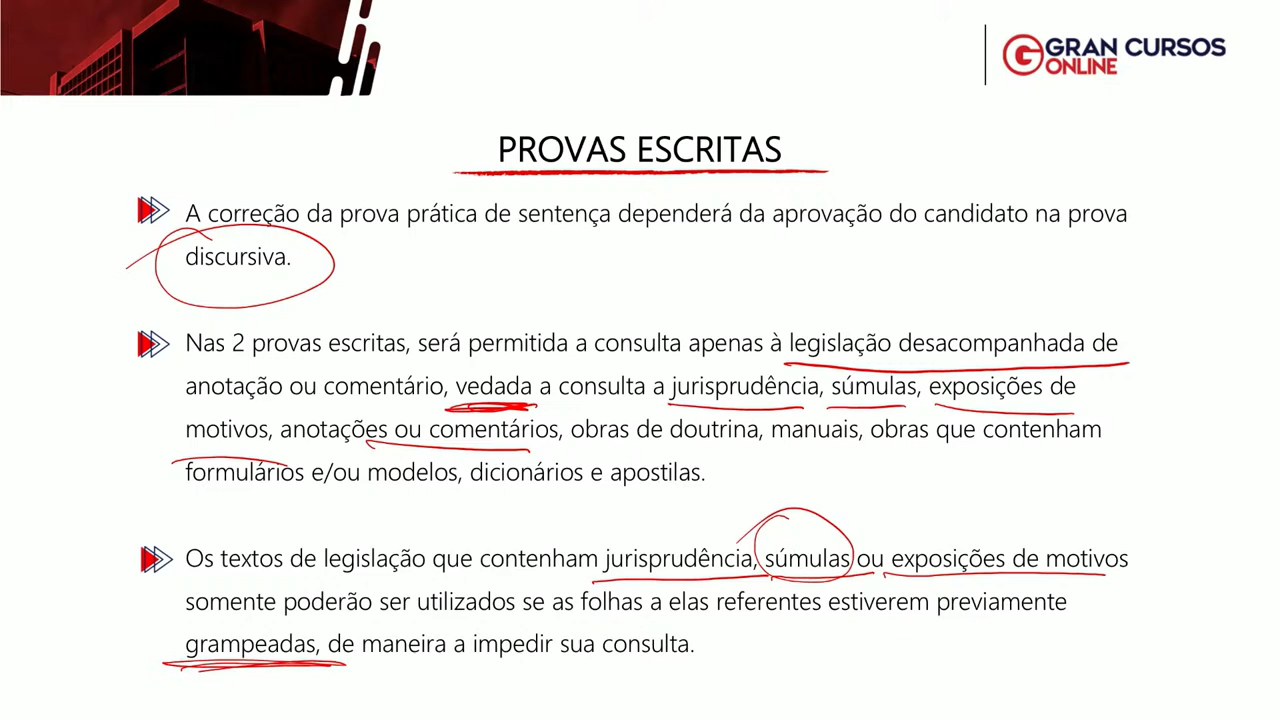 GRAN CURSOS
ONLINE
PROVAS ESCRITAS
A correção da prova prática de sentença dependerá da aprovação do candidato na prova
discursiva.
Nas 2 provas escritas, será permitida a consulta apenas à legislação desacompanhada de
anotação ou comentário, vedada a consulta a jurisprudência, súmulas, exposições de
motivos, anotações ou comentários, obras de doutrina, manuais, obras que contenham
formulários e/ou modelos, dicionários e apostilas.
Os textos de legislação que contenham jurisprudência, súmulas ou exposições de motivos
somente poderão ser utilizados se as folhas a elas referentes estiverem previamente
grampeadas, de maneira a impedir sua consulta.